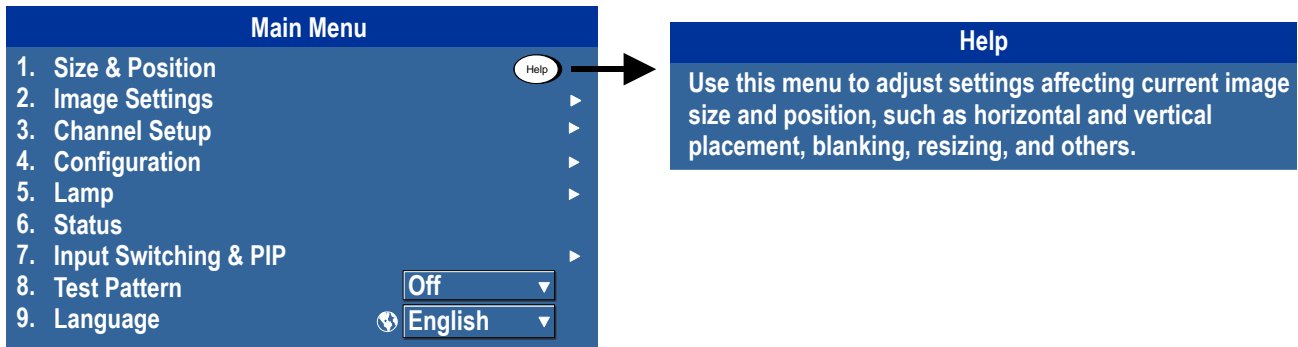 Main Menu
1. Size & Position
Help
2. Image Settings
3. Channel Setup
4. Configuration
5. Lamp
6. Status
7. Input Switching & PIP
8. Test Pattern Off
9. Language English
Help
Use this menu to adjust settings affecting current image
size and position, such as horizontal and vertical
placement, blanking, resizing, and others.